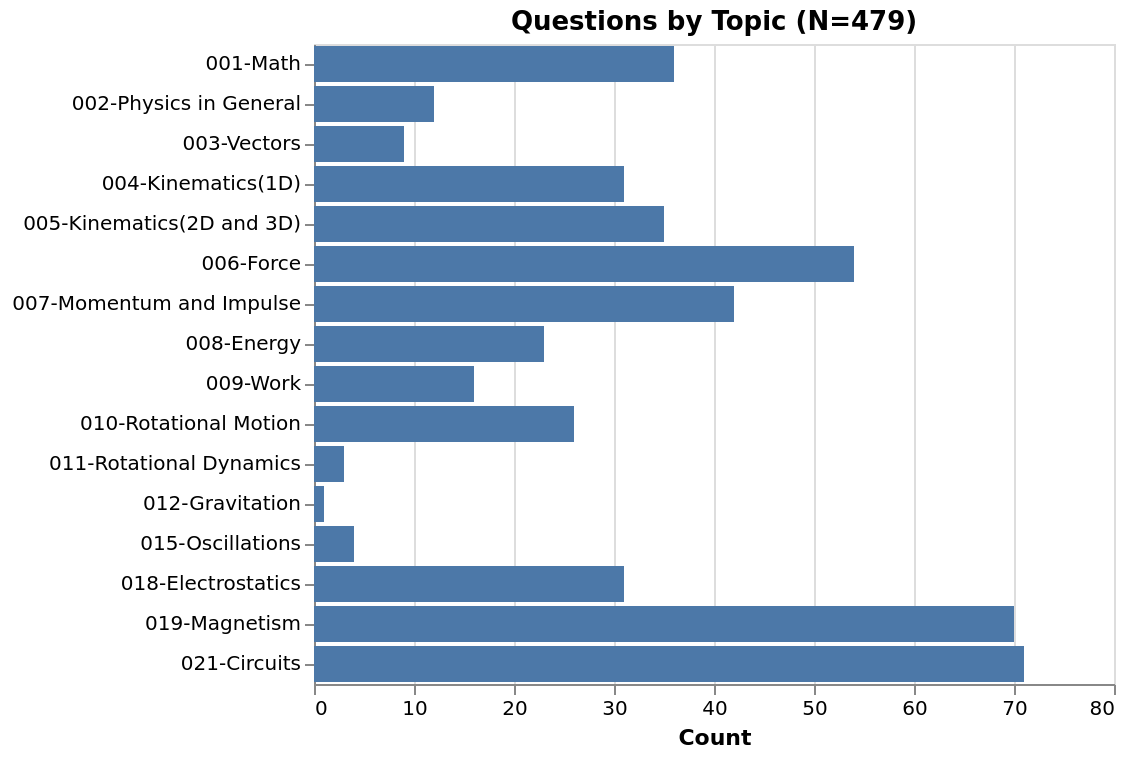 Questions by Topic (N=479)
001-Math
002-Physics in General
003-Vectors
004-Kinematics(1D)
005-Kinematics(2D and 3D)
006-Force
007-Momentum and Impulse
008-Energy
009-Work
010-Rotational Motion
011-Rotational Dynamics
012-Gravitation
015-Oscillations
018-Electrostatics
019-Magnetism
021-Circuits
0 10 20 30 40 50 60 70 80
Count